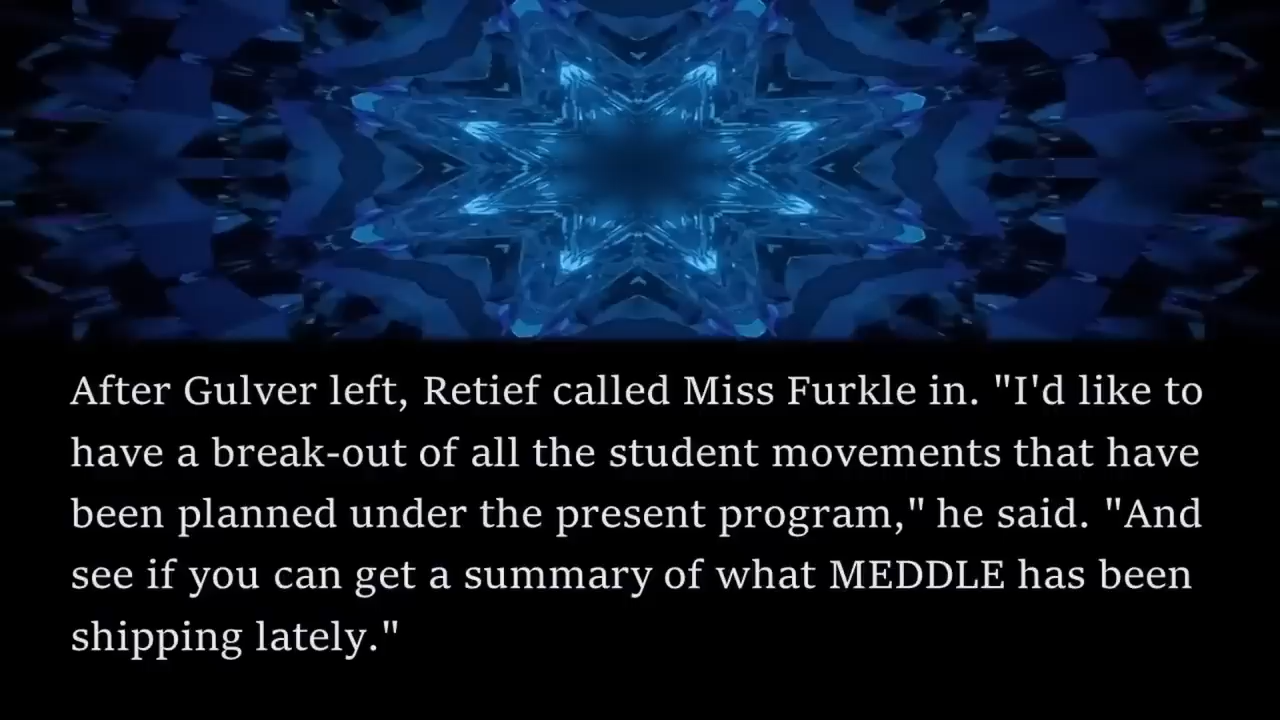 After Gulver left, Retief called Miss Furkle in. "I'd like to
have a break-out of all the student movements that have
been planned under the present program," he said. "And
see if you can get a summary of what MEDDLE has been
shipping lately."